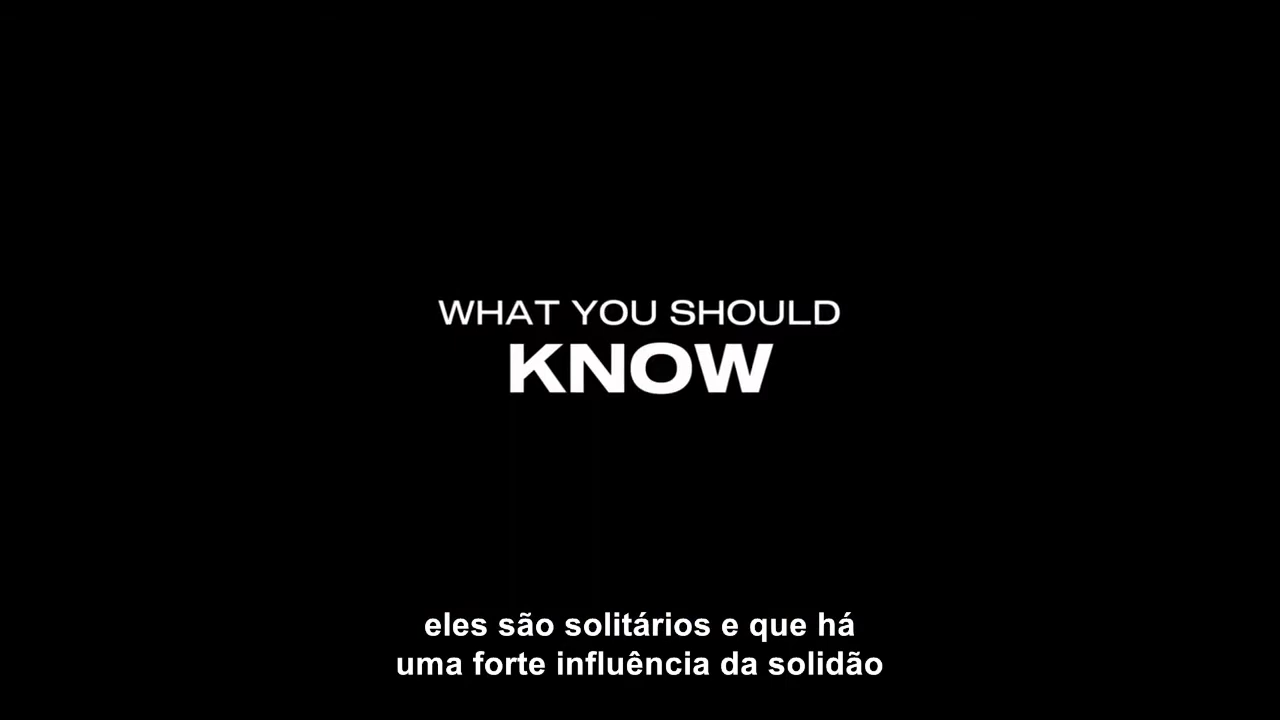 WHAT YOU SHOULD
KNOW
eles são solitários e que há
uma forte influência da solidão